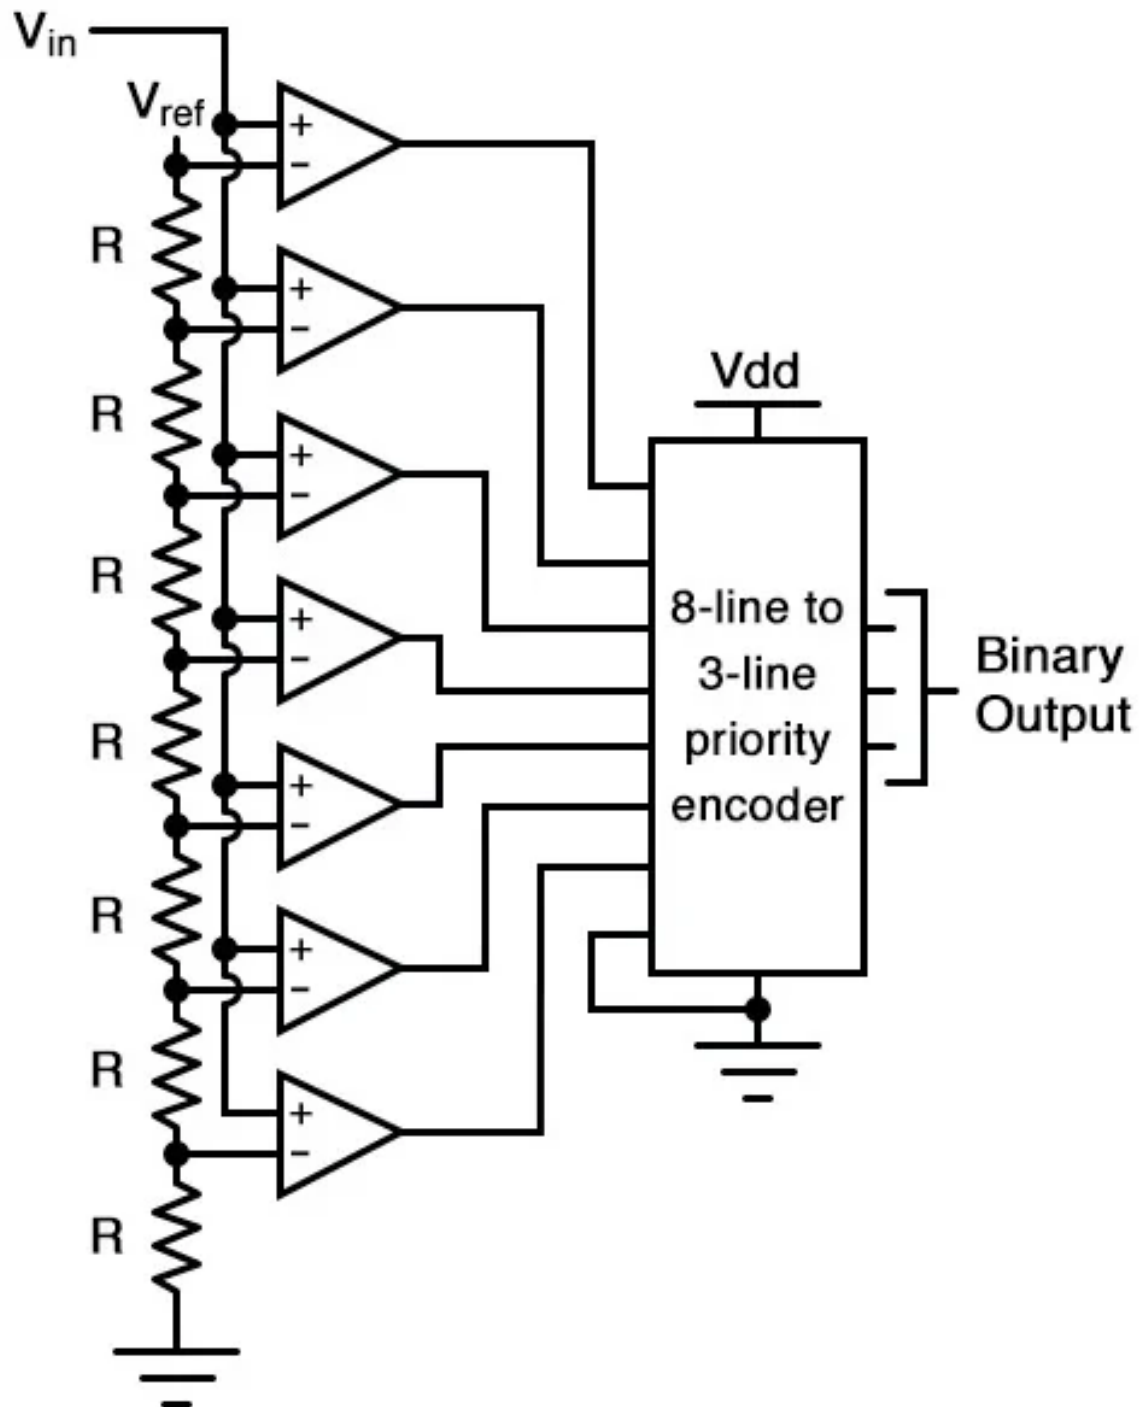 Vin
Vref
+
−
R
+
−
R
+
−
R
+
−
R
+
−
R
+
−
R
+
−
R
Vdd
8-line to
3-line
priority
encoder
Binary
Output